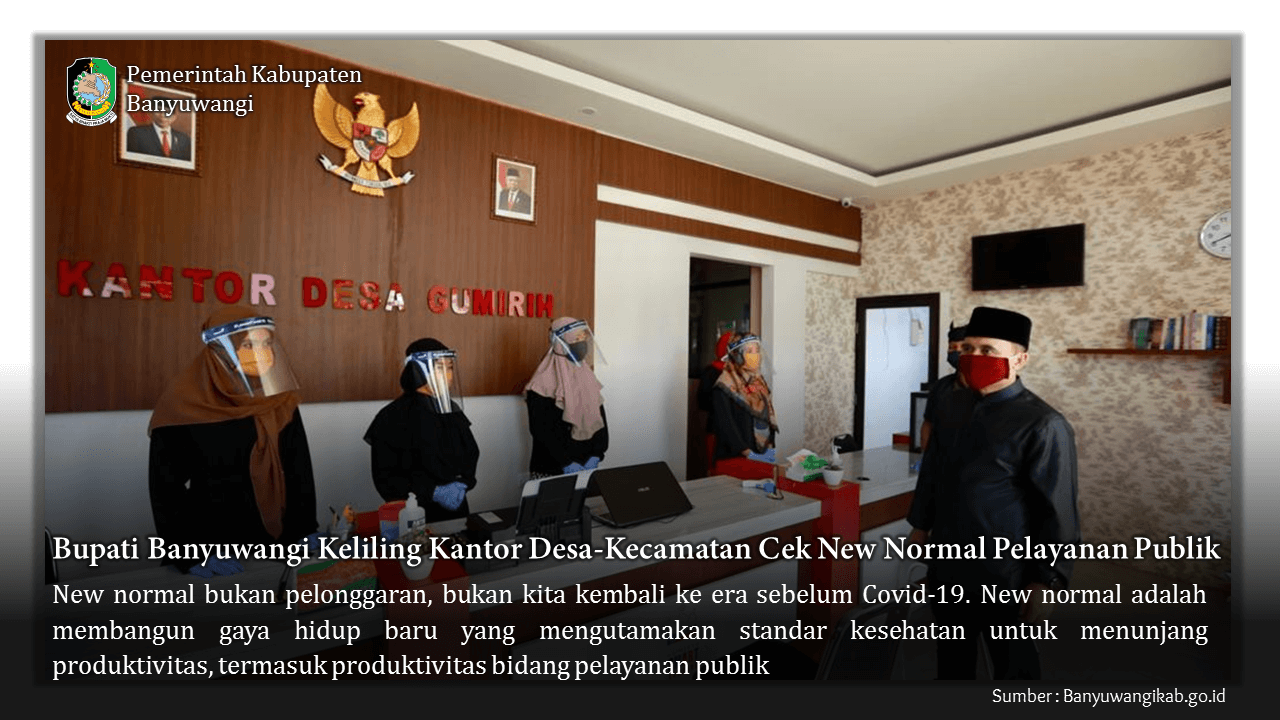 Pemerintah Kabupaten
Banyuwangi
KANTOR DESA GUMIRIH
Bupati Banyuwangi Keliling Kantor Desa-Kecamatan Cek New Normal Pelayanan Publik
New normal bukan pelonggaran, bukan kita kembali ke era sebelum Covid-19. New normal adalah
membangun gaya hidup baru yang mengutamakan standar kesehatan untuk menunjang
produktivitas, termasuk produktivitas bidang pelayanan publik
Sumber : Banyuwangikab.go.id